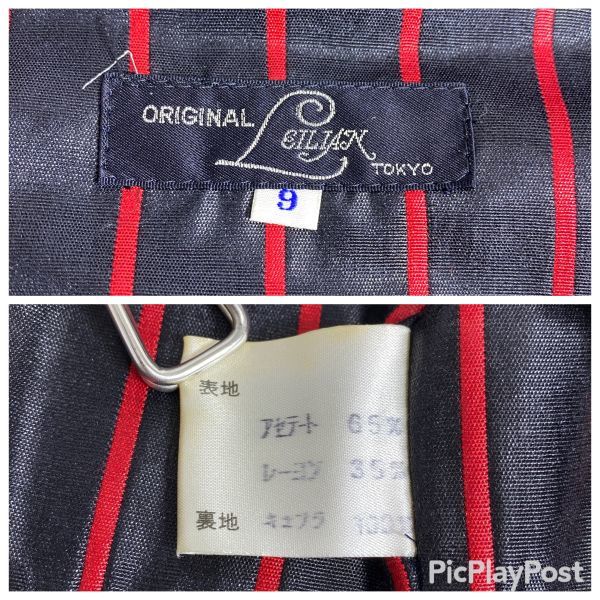 ORIGINAL
Leilian
TOKYO
9
表地
アセテート 65%
レーヨン 35%
裏地 キュプラ 100%
PicPlayPost